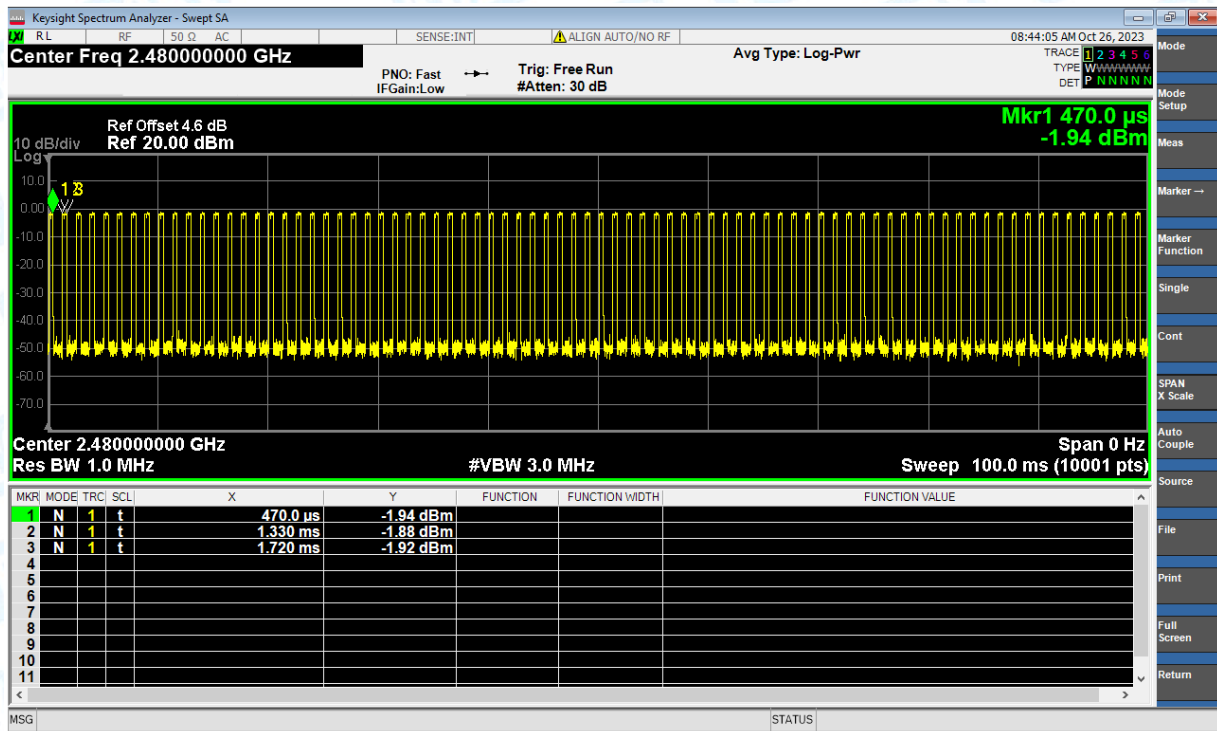 Keysight Spectrum Analyzer - Swept SA
LXI RL RF 50 Ω AC SENSE:INT ALIGN AUTO/NO RF 08:44:05 AM Oct 26, 2023
Center Freq 2.480000000 GHz
PNO: Fast
IFGain:Low
Trig: Free Run
#Atten: 30 dB
Avg Type: Log-Pwr
TRACE 1 2 3 4 5 6
TYPE WWWWWW
DET P N N N N N
Mkr1 470.0 µs
-1.94 dBm
Ref Offset 4.6 dB
10 dB/div Ref 20.00 dBm
Log
10.0
0.00
-10.0
-20.0
-30.0
-40.0
-50.0
-60.0
-70.0
1 2 3
Center 2.480000000 GHz Span 0 Hz
Res BW 1.0 MHz #VBW 3.0 MHz Sweep 100.0 ms (10001 pts)
MKR MODE TRC SCL X Y FUNCTION FUNCTION WIDTH FUNCTION VALUE
1 N 1 t 470.0 µs -1.94 dBm
2 N 1 t 1.330 ms -1.88 dBm
3 N 1 t 1.720 ms -1.92 dBm
4
5
6
7
8
9
10
11
MSG STATUS
Mode
Mode
Setup
Meas
Marker →
Marker
Function
Single
Cont
SPAN
X Scale
Auto
Couple
Source
File
Print
Full
Screen
Return